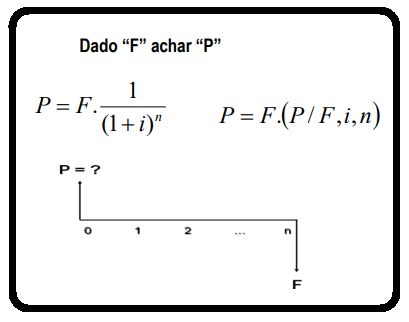 Dado “F” achar “P”
P = F. 1/(1+i)^n
P = F.(P/F,i,n)
P = ?
0 1 2 ... n
F